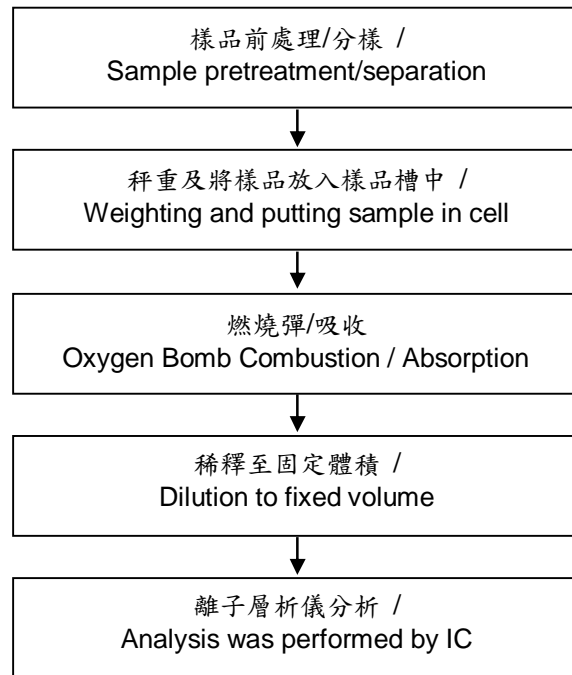 樣品前處理/分樣 /
Sample pretreatment/separation
秤重及將樣品放入樣品槽中 /
Weighting and putting sample in cell
燃燒彈/吸收
Oxygen Bomb Combustion / Absorption
稀釋至固定體積 /
Dilution to fixed volume
離子層析儀分析 /
Analysis was performed by IC